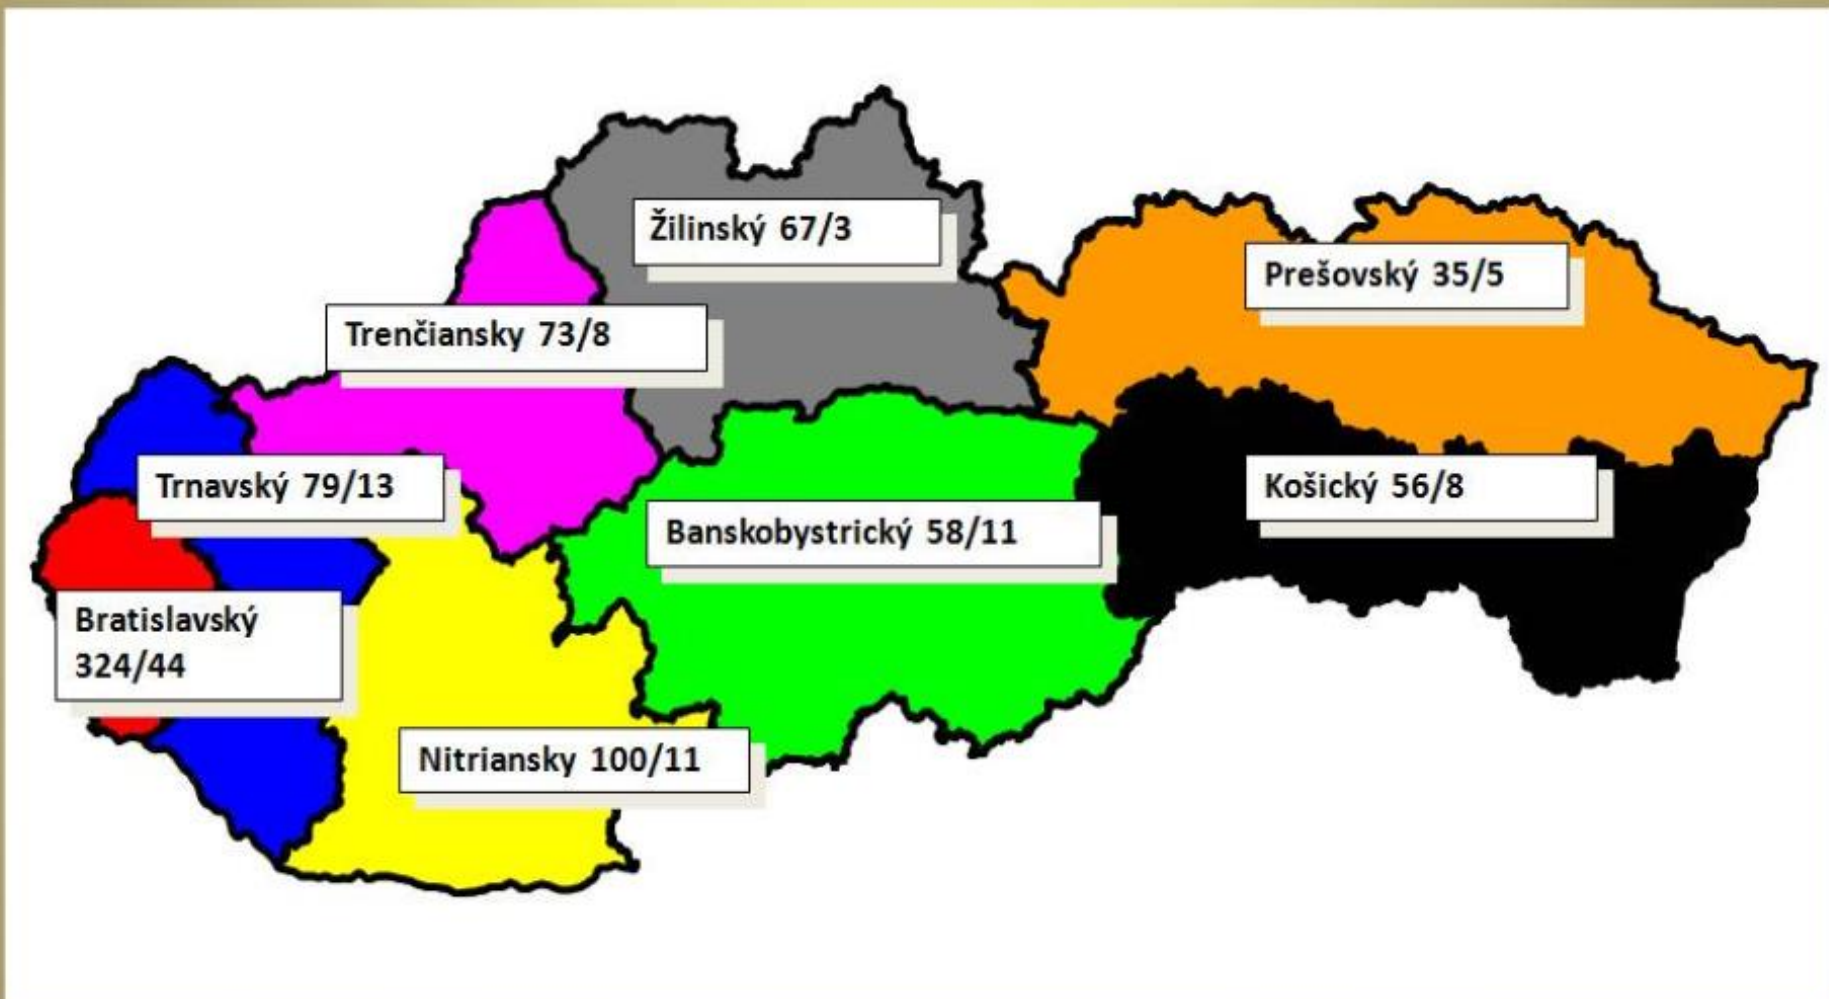 Žilinský 67/3
Prešovský 35/5
Trenčiansky 73/8
Trnavský 79/13
Košický 56/8
Banskobystrický 58/11
Bratislavský
324/44
Nitriansky 100/11